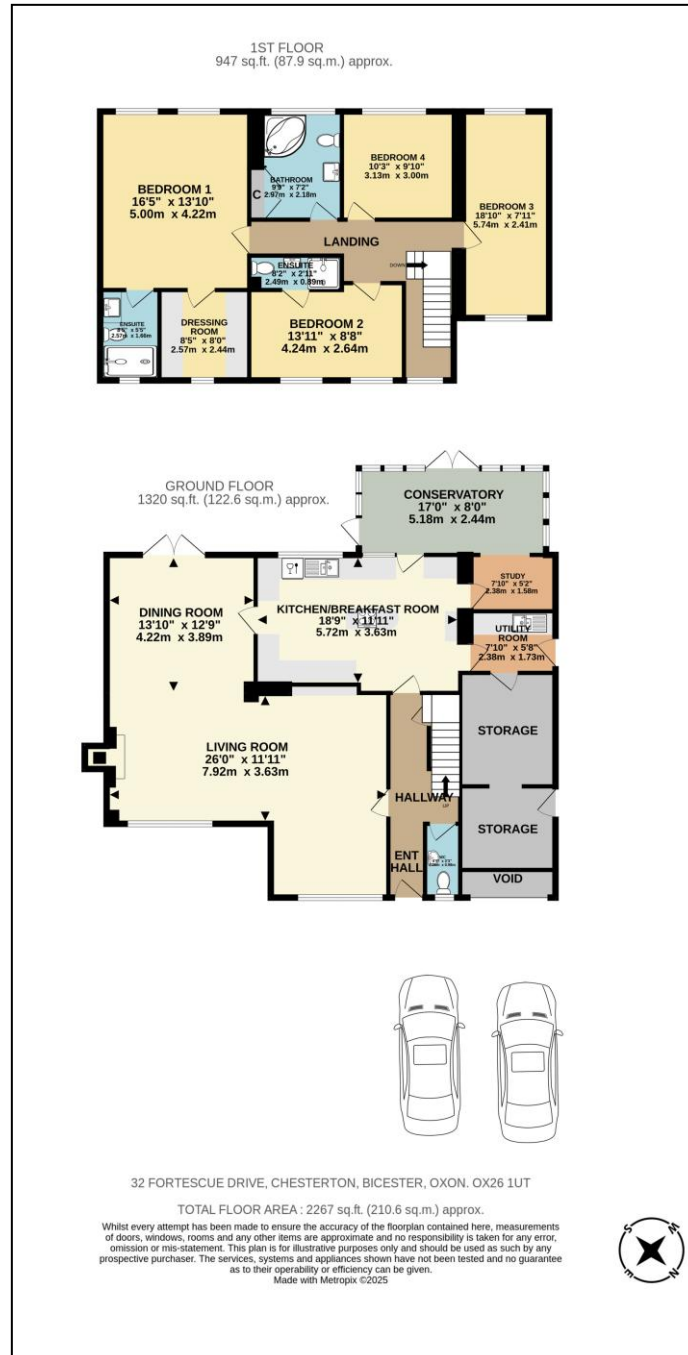 1ST FLOOR
947 sq.ft. (87.9 sq.m.) approx.
BEDROOM 1
16'5" x 13'10"
5.00m x 4.22m
BATHROOM
9'9" x 7'2"
2.97m x 2.18m
C
BEDROOM 4
10'3" x 9'10"
3.13m x 3.00m
BEDROOM 3
18'10" x 7'11"
5.74m x 2.41m
LANDING
DOWN
ENSUITE
8'2" x 2'11"
2.49m x 0.89m
ENSUITE
8'5" x 5'5"
2.57m x 1.66m
DRESSING
ROOM
8'5" x 8'0"
2.57m x 2.44m
BEDROOM 2
13'11" x 8'8"
4.24m x 2.64m
GROUND FLOOR
1320 sq.ft. (122.6 sq.m.) approx.
CONSERVATORY
17'0" x 8'0"
5.18m x 2.44m
DINING ROOM
13'10" x 12'9"
4.22m x 3.89m
KITCHEN/BREAKFAST ROOM
18'9" x 11'11"
5.72m x 3.63m
STUDY
7'10" x 5'2"
2.38m x 1.58m
UTILITY
ROOM
7'10" x 5'8"
2.38m x 1.73m
LIVING ROOM
26'0" x 11'11"
7.92m x 3.63m
STORAGE
HALLWAY
UP
STORAGE
ENT
HALL
WC
VOID
32 FORTESCUE DRIVE, CHESTERTON, BICESTER, OXON. OX26 1UT
TOTAL FLOOR AREA : 2267 sq.ft. (210.6 sq.m.) approx.
Whilst every attempt has been made to ensure the accuracy of the floorplan contained here, measurements
of doors, windows, rooms and any other items are approximate and no responsibility is taken for any error,
omission or mis-statement. This plan is for illustrative purposes only and should be used as such by any
prospective purchaser. The services, systems and appliances shown have not been tested and no guarantee
as to their operability or efficiency can be given.
Made with Metropix ©2025
S
W
E
N